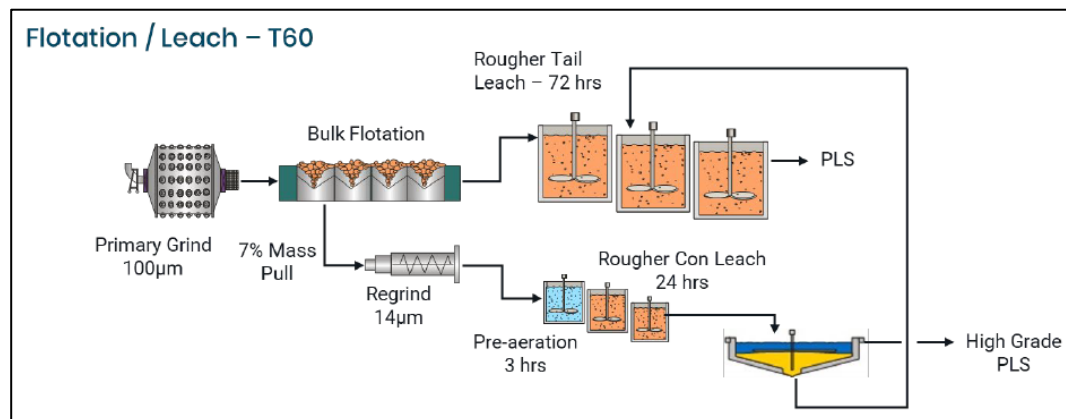 Flotation / Leach – T60
Rougher Tail
Leach – 72 hrs
Bulk Flotation
PLS
Primary Grind
100µm
7% Mass
Pull
Regrind
14µm
Rougher Con Leach
24 hrs
Pre-aeration
3 hrs
High Grade
PLS